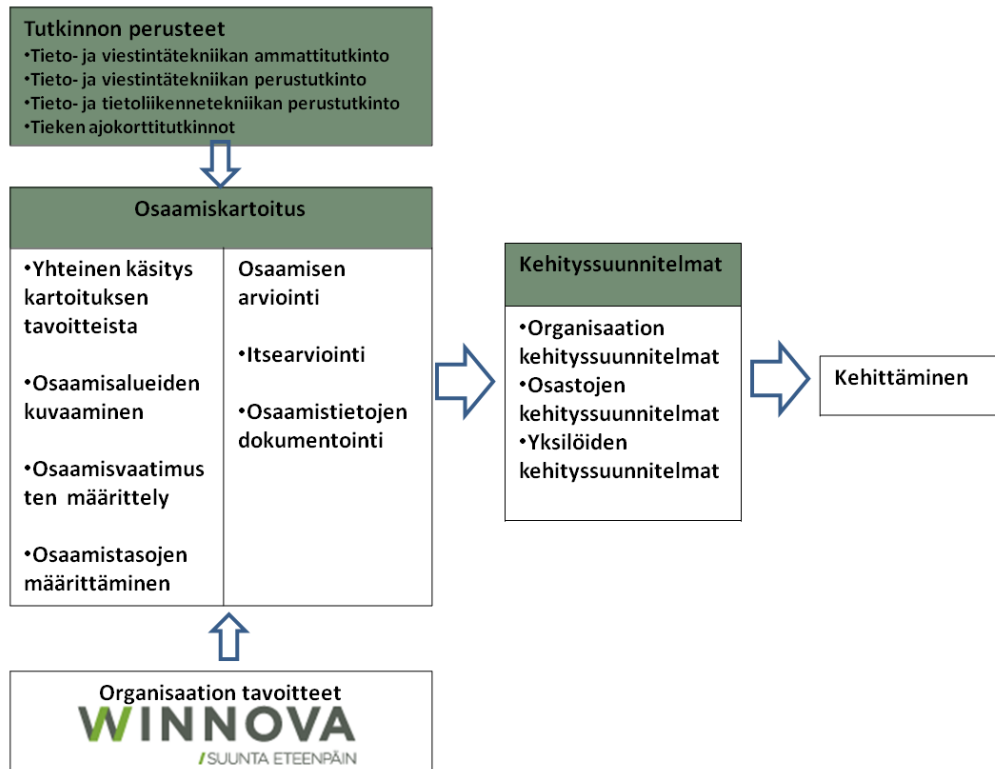 Tutkinnon perusteet
•Tieto- ja viestintätekniikan ammattitutkinto
•Tieto- ja viestintätekniikan perustutkinto
•Tieto- ja tietoliikennetekniikan perustutkinto
•Tieken ajokorttitutkinnot
Osaamiskartoitus
•Yhteinen käsitys
kartoituksen
tavoitteista
•Osaamisalueiden
kuvaaminen
•Osaamisvaatimus
ten määrittely
•Osaamistasojen
määrittäminen
Osaamisen
arviointi
•Itsearviointi
•Osaamistietojen
dokumentointi
Kehityssuunnitelmat
•Organisaation
kehityssuunnitelmat
•Osastojen
kehityssuunnitelmat
•Yksilöiden
kehityssuunnitelmat
Kehittäminen
Organisaation tavoitteet
WINNOVA
/SUUNTA ETEENPÄIN